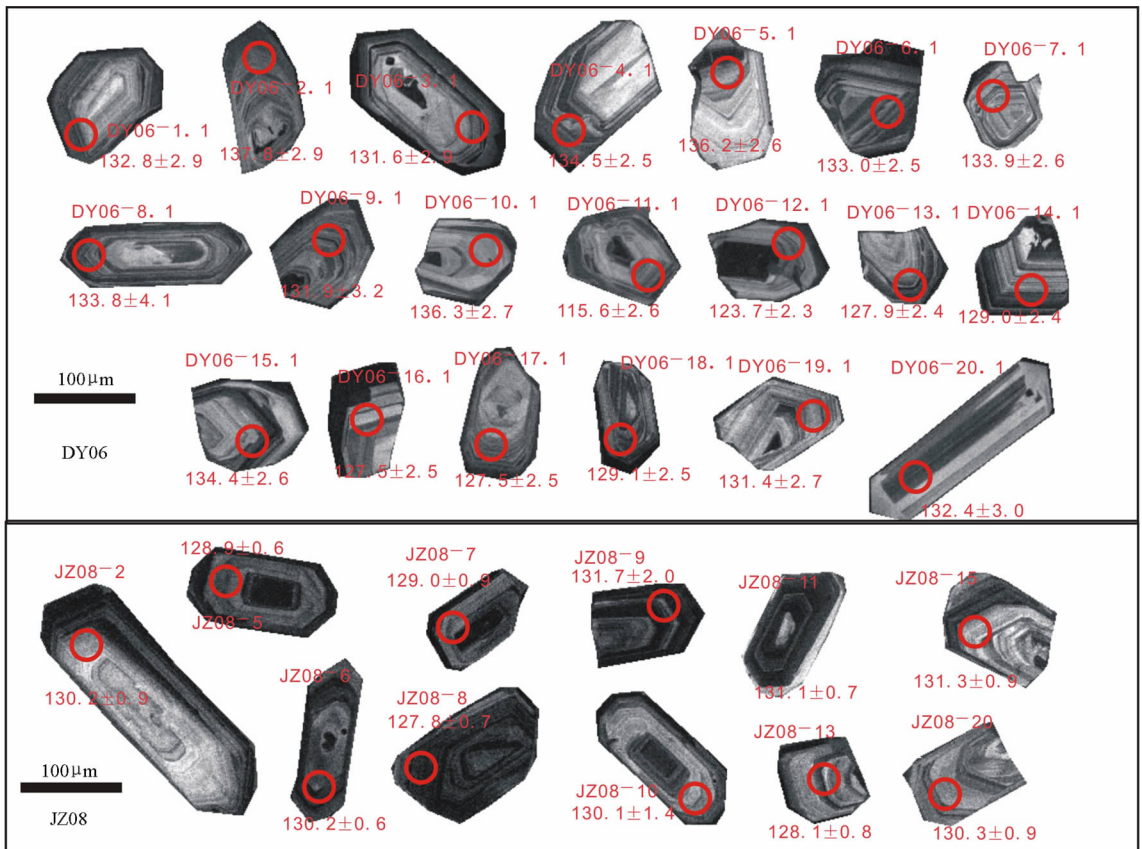 DY06-1. 1
132. 8±2. 9
DY06-2. 1
137. 8±2. 9
DY06-3. 1
131. 6±2. 9
DY06-4. 1
134. 5±2. 5
DY06-5. 1
136. 2±2. 6
DY06-6. 1
133. 0±2. 5
DY06-7. 1
133. 9±2. 6
DY06-8. 1
133. 8±4. 1
DY06-9. 1
131. 9±3. 2
DY06-10. 1
136. 3±2. 7
DY06-11. 1
115. 6±2. 6
DY06-12. 1
123. 7±2. 3
DY06-13. 1
127. 9±2. 4
DY06-14. 1
129. 0±2. 4
100μm
DY06
DY06-15. 1
134. 4±2. 6
DY06-16. 1
127. 5±2. 5
DY06-17. 1
127. 5±2. 5
DY06-18. 1
129. 1±2. 5
DY06-19. 1
131. 4±2. 7
DY06-20. 1
132. 4±3. 0
JZ08-2
130. 2±0. 9
128. 9±0. 6
JZ08-5
JZ08-6
130. 2±0. 6
JZ08-7
129. 0±0. 9
JZ08-8
127. 8±0. 7
JZ08-9
131. 7±2. 0
JZ08-10
130. 1±1. 4
JZ08-11
131. 1±0. 7
JZ08-13
128. 1±0. 8
JZ08-15
131. 3±0. 9
JZ08-20
130. 3±0. 9
100μm
JZ08